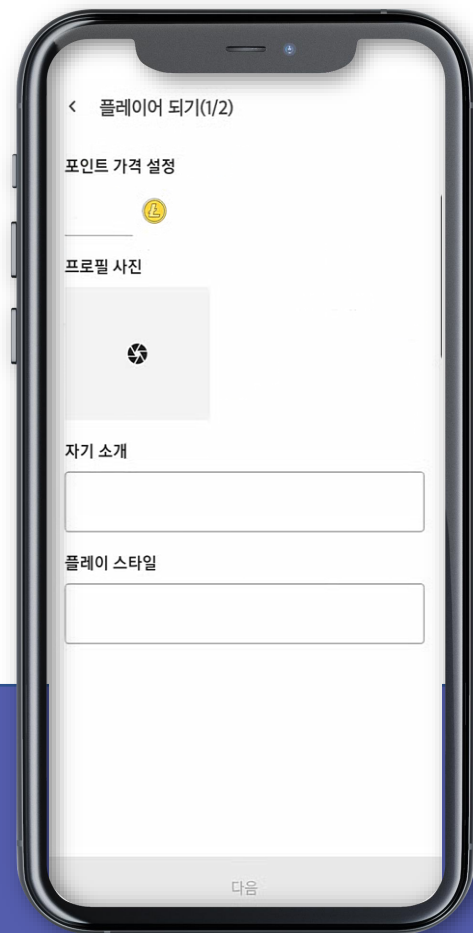 플레이어 되기(1/2)
포인트 가격 설정
프로필 사진
자기 소개
플레이 스타일
다음